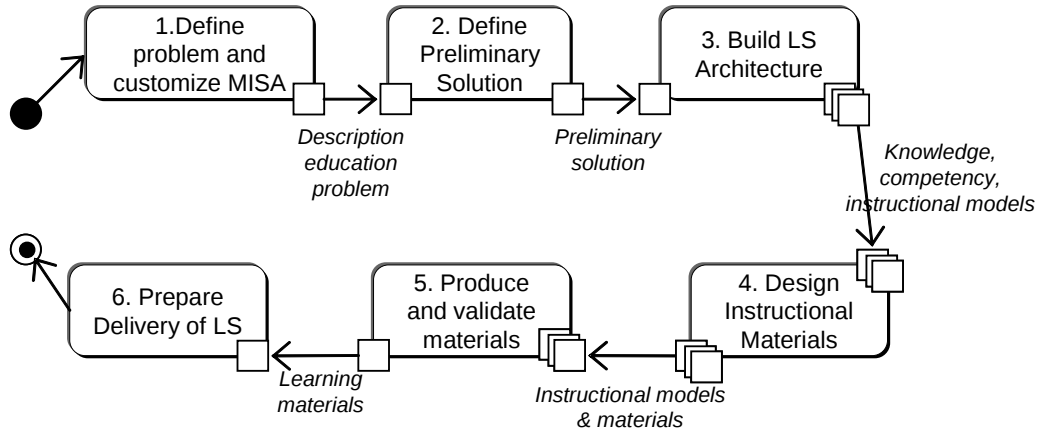 1.Define
problem and
customize MISA
2. Define
Preliminary
Solution
3. Build LS
Architecture
Description
education
problem
Preliminary
solution
Knowledge,
competency,
instructional models
4. Design
Instructional
Materials
5. Produce
and validate
materials
6. Prepare
Delivery of LS
Instructional models
& materials
Learning
materials